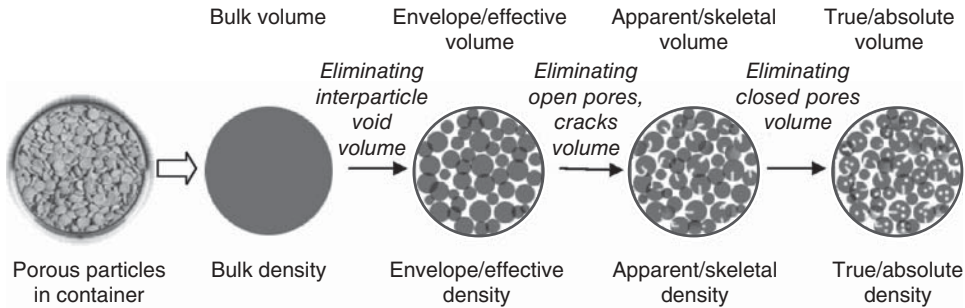 Bulk volume
Envelope/effective
volume
Apparent/skeletal
volume
True/absolute
volume
Eliminating
interparticle
void
volume
Eliminating
open pores,
cracks
volume
Eliminating
closed pores
volume
Porous particles
in container
Bulk density
Envelope/effective
density
Apparent/skeletal
density
True/absolute
density